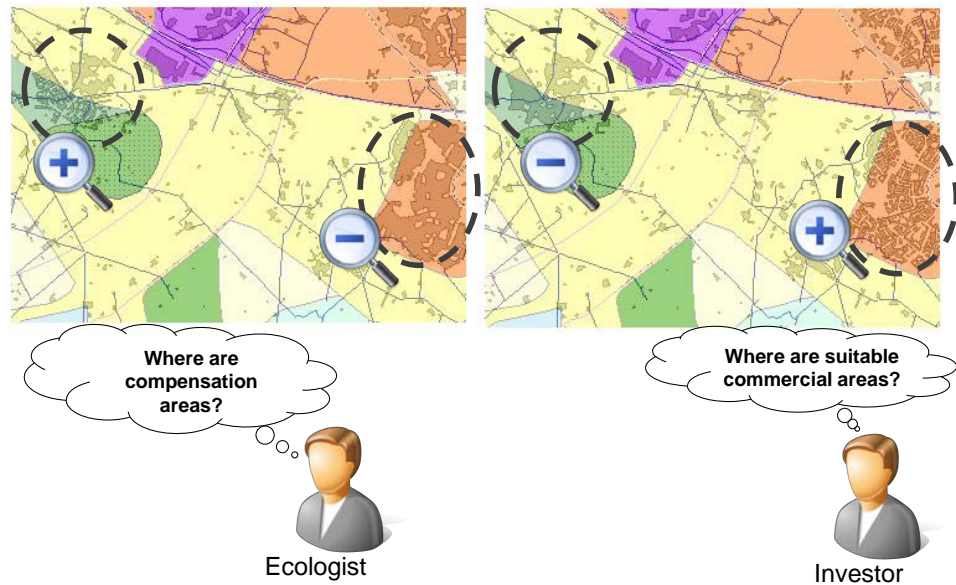 Where are
compensation
areas?
Where are suitable
commercial areas?
Ecologist
Investor